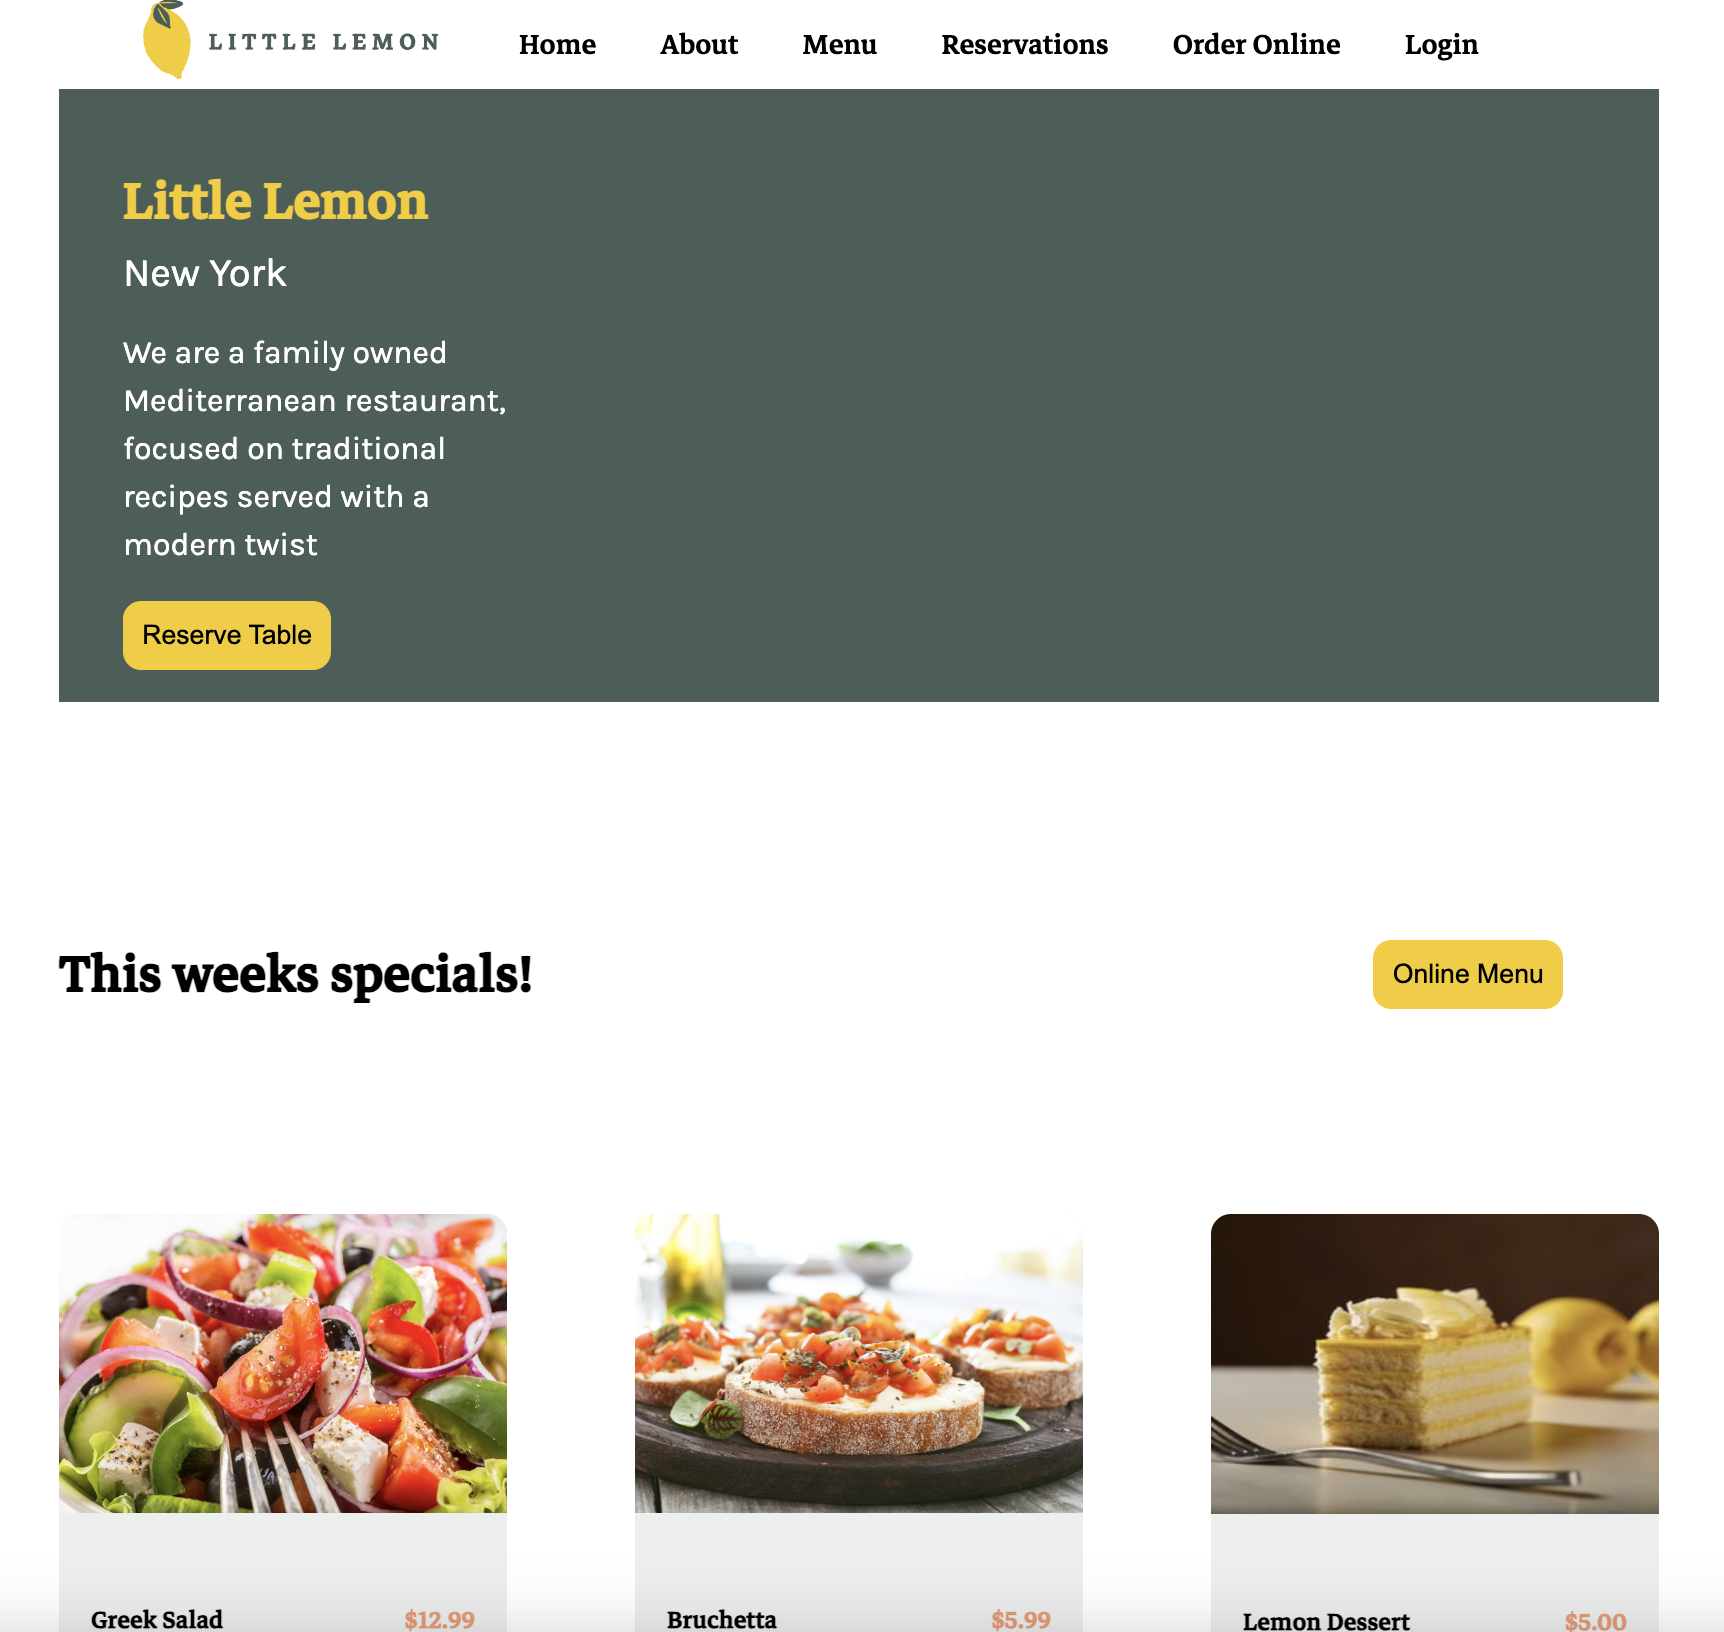 LITTLE LEMON Home About Menu Reservations Order Online Login
Little Lemon
New York
We are a family owned
Mediterranean restaurant,
focused on traditional
recipes served with a
modern twist
Reserve Table
This weeks specials!
Online Menu
Greek Salad $12.99
Bruchetta $5.99
Lemon Dessert $5.00